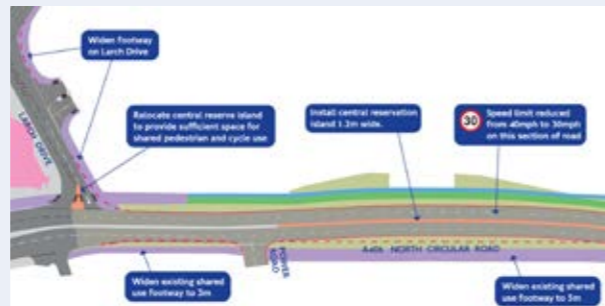 Widen footway
on Larch Drive
LARCH DRIVE
Relocate central reserve island
to provide sufficient space for
shared pedestrian and cycle use
Install central reservation
island 1.2m wide.
30
Speed limit reduced
from 40mph to 30mph
on this section of road
POWER
ROAD
A406 NORTH CIRCULAR ROAD
Widen existing shared
use footway to 3m
Widen existing shared
use footway to 3m